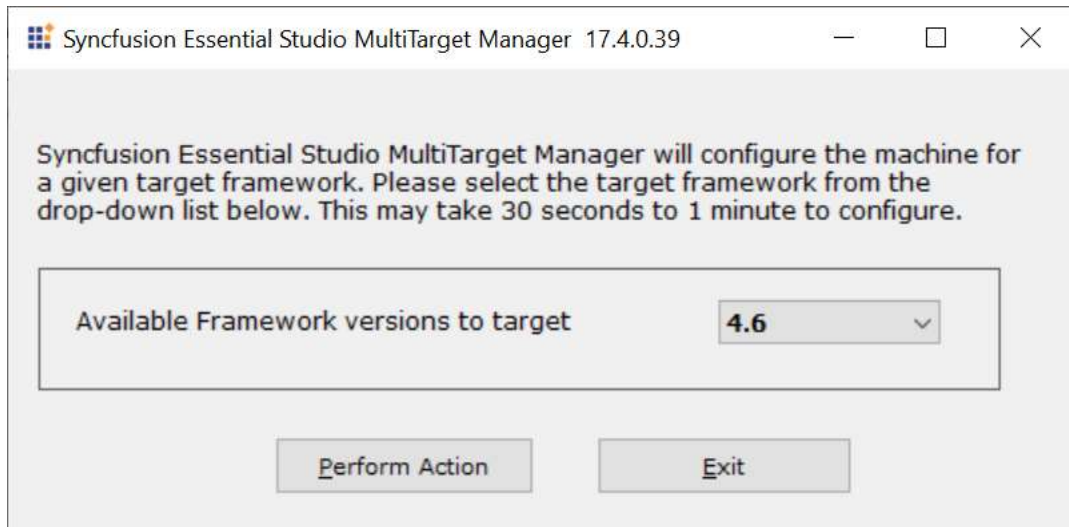 Syncfusion Essential Studio MultiTarget Manager 17.4.0.39
Syncfusion Essential Studio MultiTarget Manager will configure the machine for
a given target framework. Please select the target framework from the
drop-down list below. This may take 30 seconds to 1 minute to configure.
Available Framework versions to target 4.6
Perform Action Exit